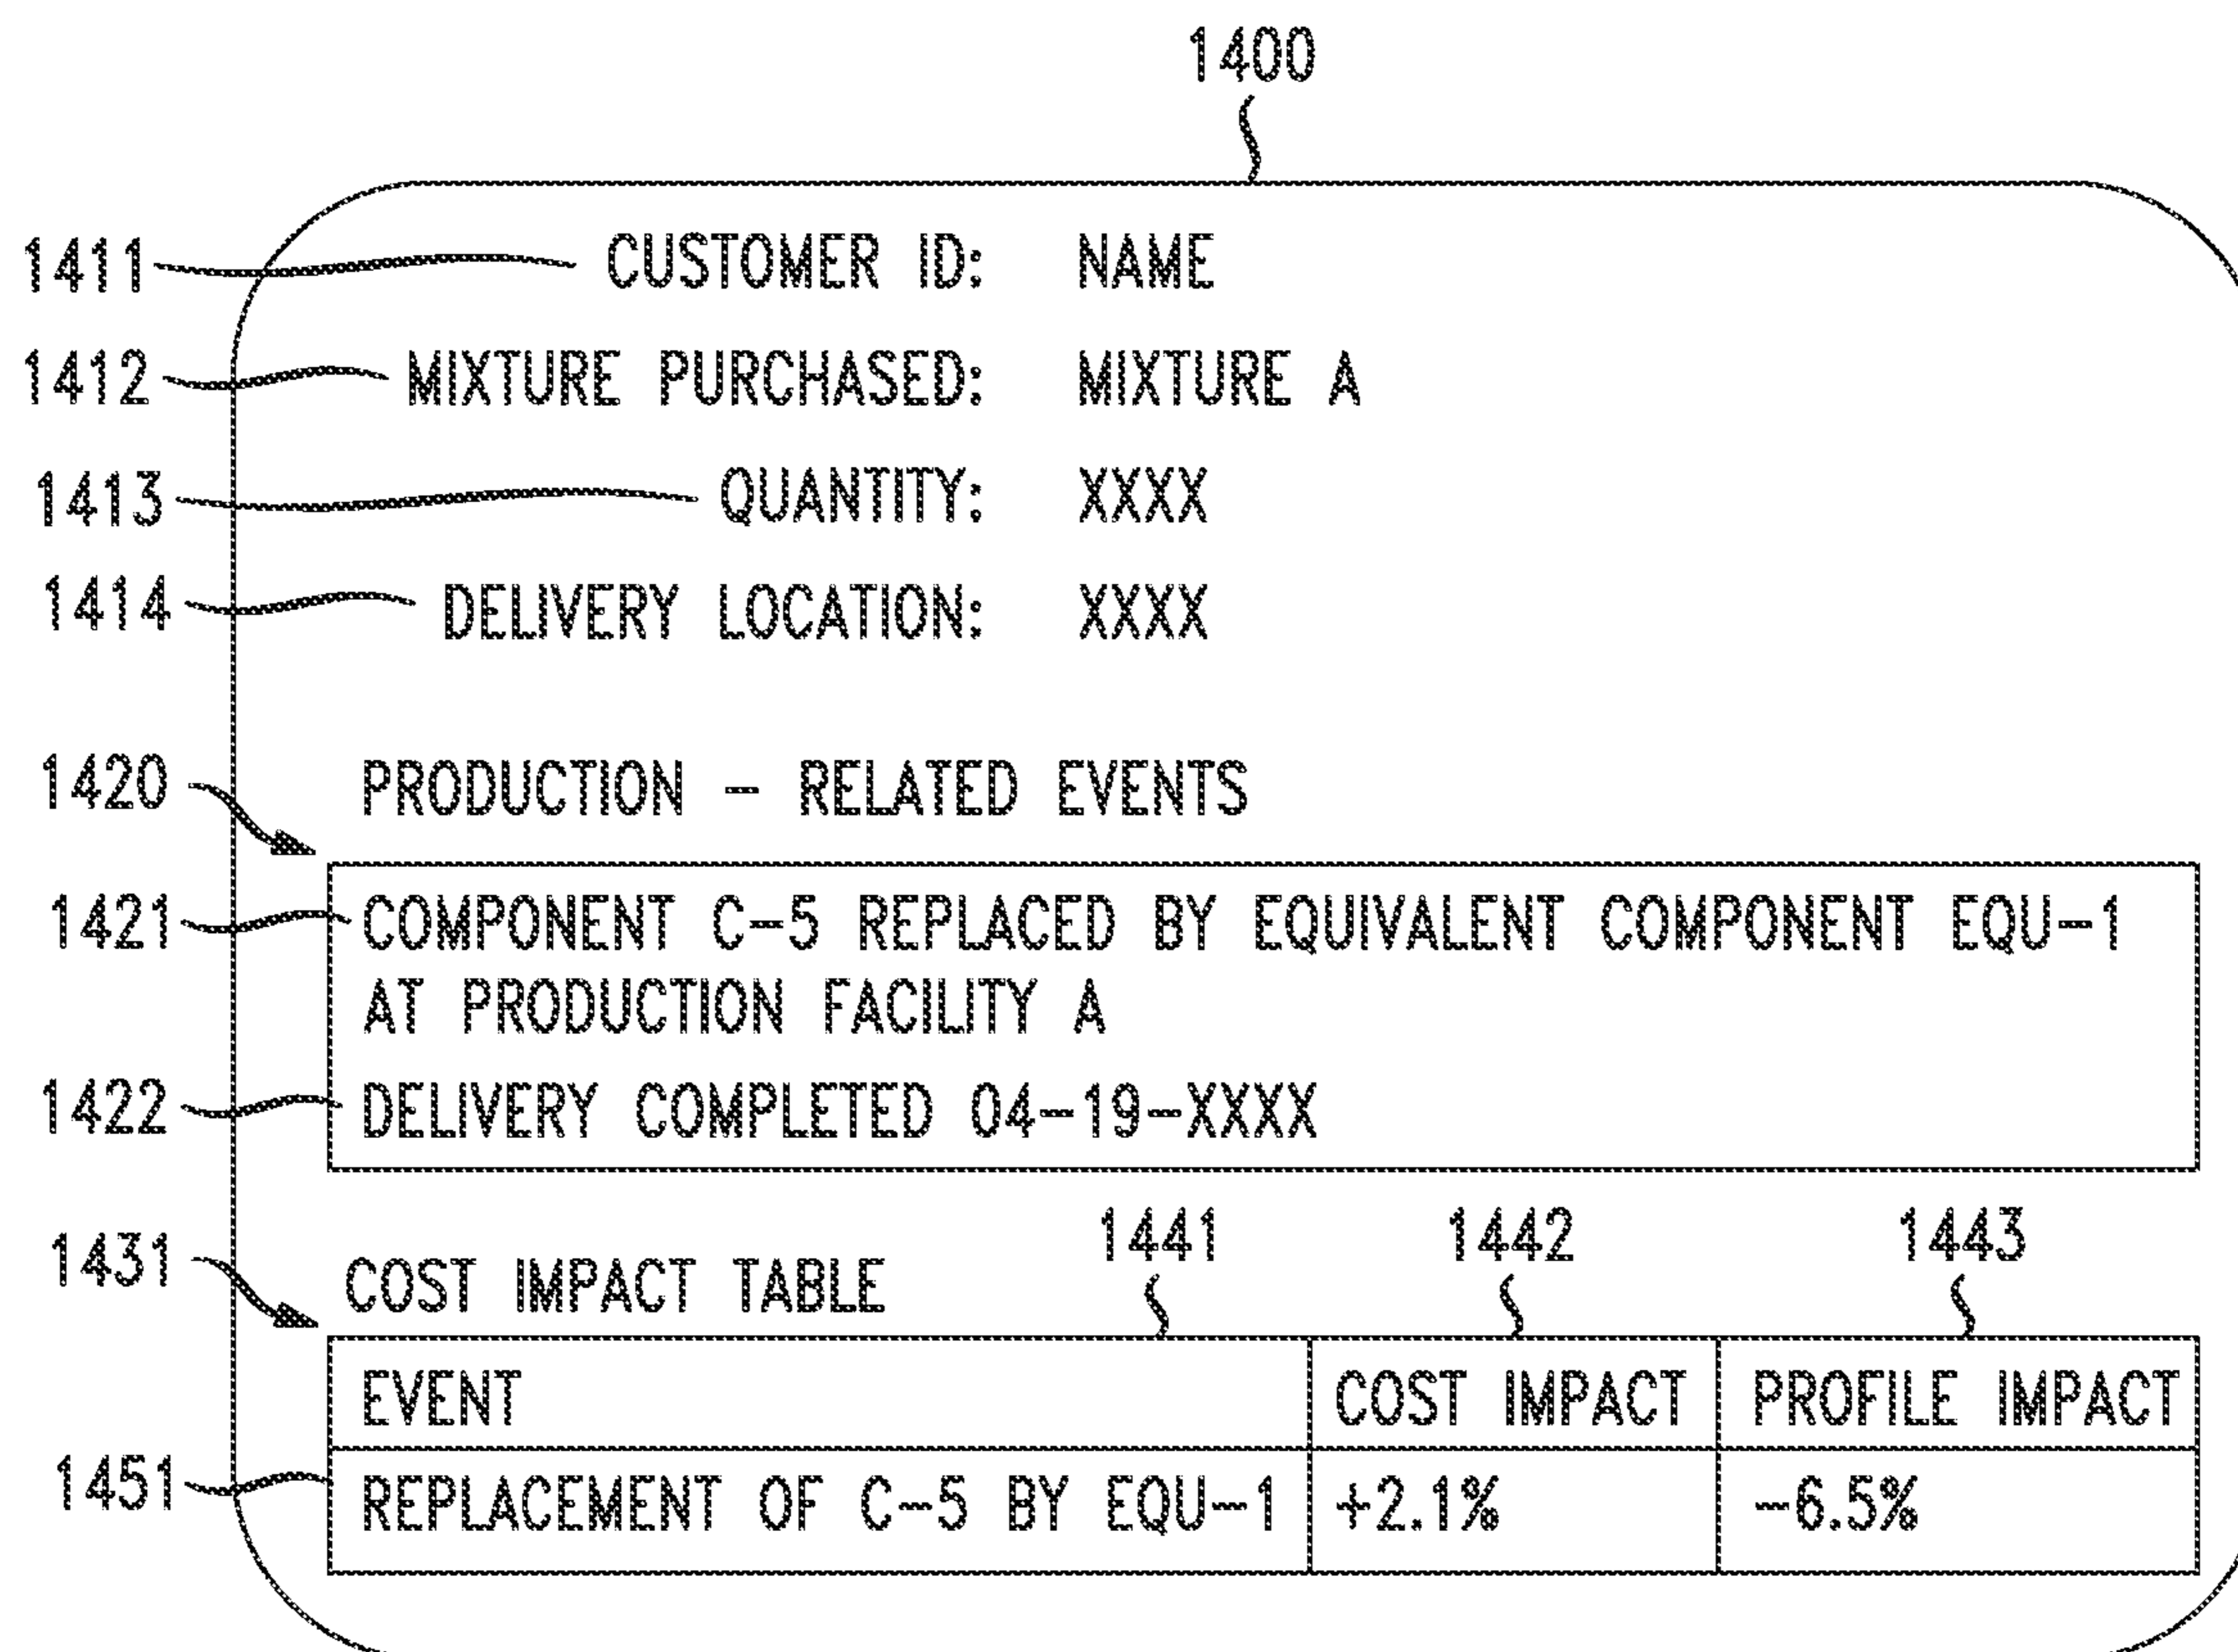 1400
1411 CUSTOMER ID: NAME
1412 MIXTURE PURCHASED: MIXTURE A
1413 QUANTITY: XXXX
1414 DELIVERY LOCATION: XXXX
1420 PRODUCTION - RELATED EVENTS
1421 COMPONENT C-5 REPLACED BY EQUIVALENT COMPONENT EQU-1
AT PRODUCTION FACILITY A
1422 DELIVERY COMPLETED 04-19-XXXX
1441 1442 1443
1431 COST IMPACT TABLE
EVENT COST IMPACT PROFILE IMPACT
1451 REPLACEMENT OF C-5 BY EQU-1 +2.1% -6.5%